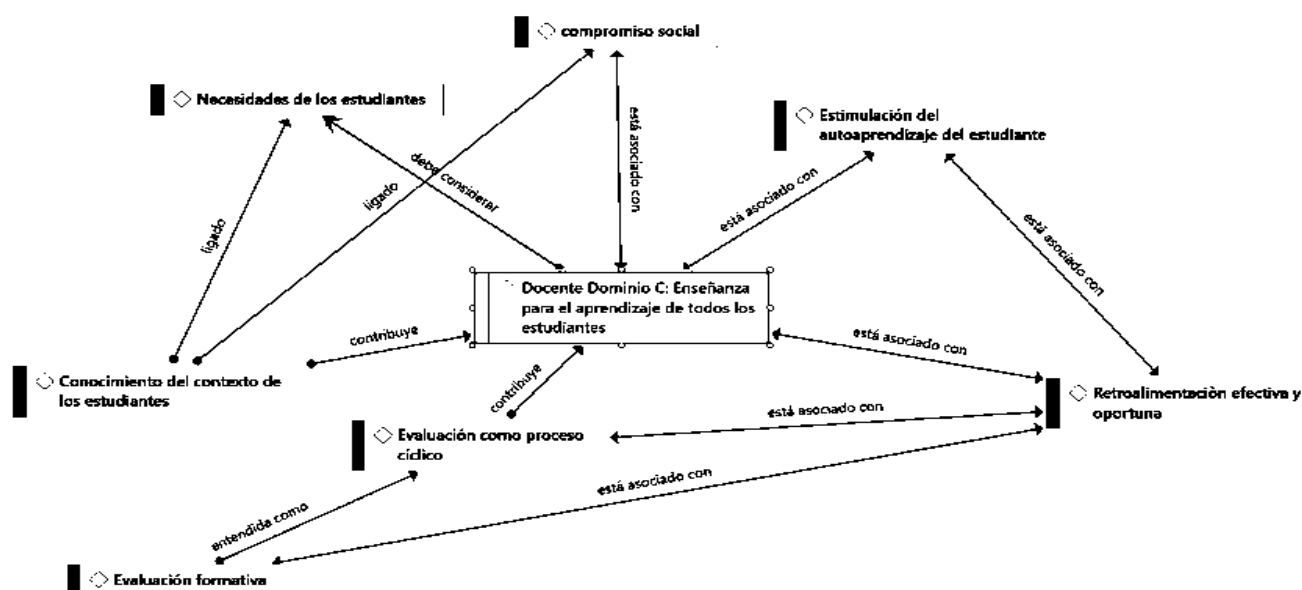 compromiso social
Necesidades de los estudiantes
Estimulación del
autoaprendizaje del estudiante
está asociado con
debe considerar
ligado
ligado
está asociado con
está asociado con
Docente Dominio C: Enseñanza
para el aprendizaje de todos los
estudiantes
contribuye
está asociado con
Conocimiento del contexto de
los estudiantes
contribuye
Retroalimentación efectiva y
oportuna
está asociado con
Evaluación como proceso
cíclico
está asociado con
entendida como
Evaluación formativa